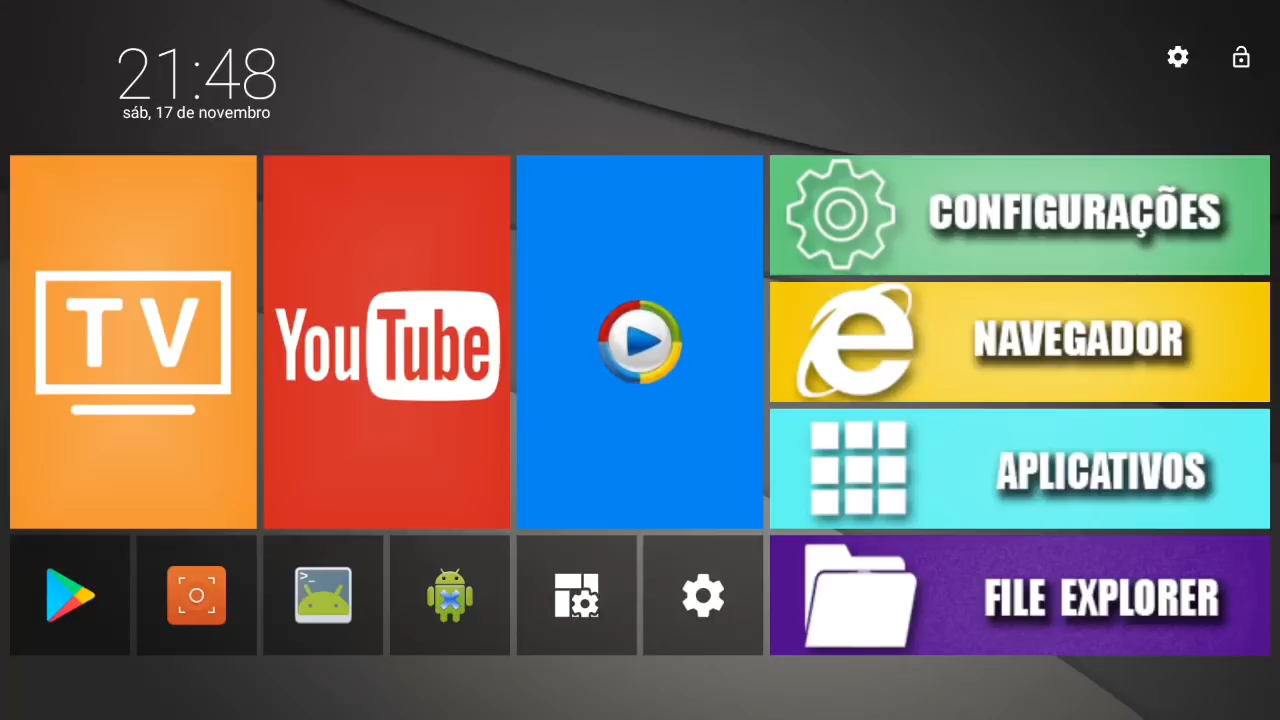 21:48
sáb, 17 de novembro
TV
YouTube
CONFIGURAÇÕES
NAVEGADOR
APLICATIVOS
>_
FILE EXPLORER